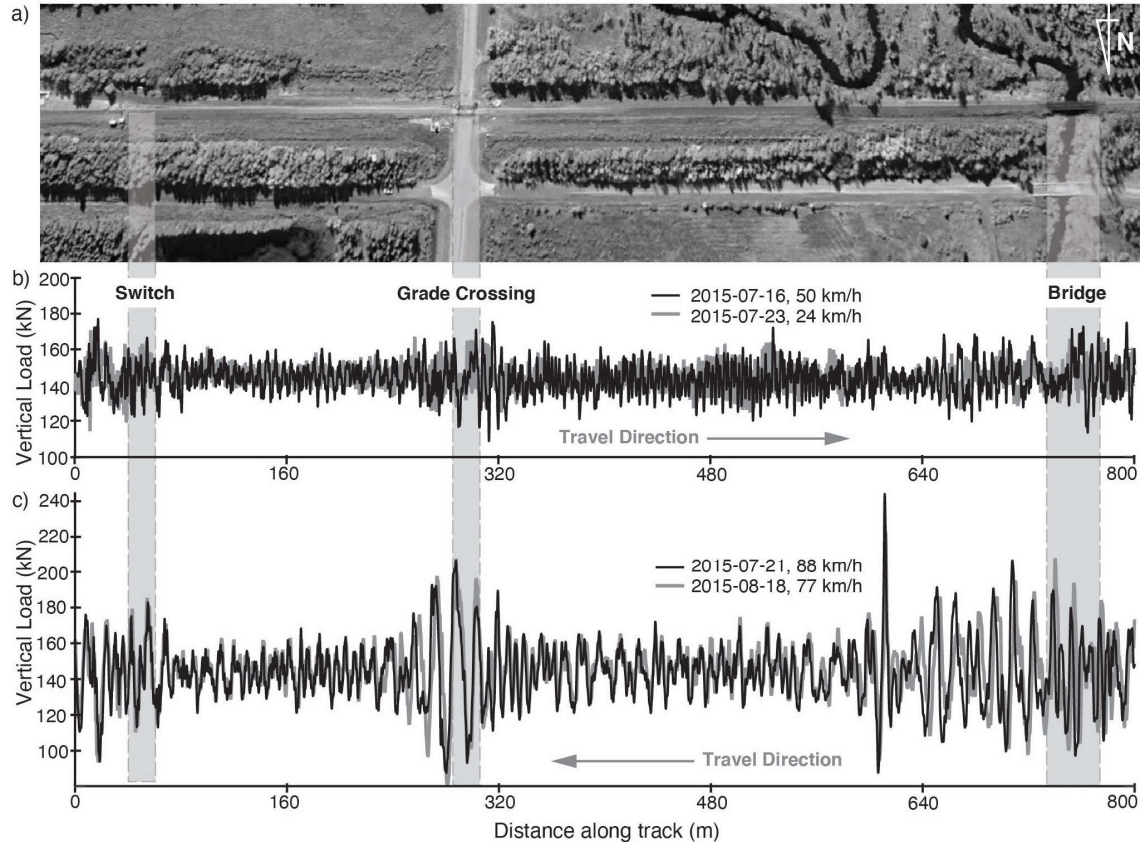 a)
N
b)
200
180
160
140
120
100
Vertical Load (kN)
Switch
Grade Crossing
Bridge
2015-07-16, 50 km/h
2015-07-23, 24 km/h
Travel Direction
0 160 320 480 640 800
c)
240
220
200
180
160
140
120
100
Vertical Load (kN)
2015-07-21, 88 km/h
2015-08-18, 77 km/h
Travel Direction
0 160 320 480 640 800
Distance along track (m)